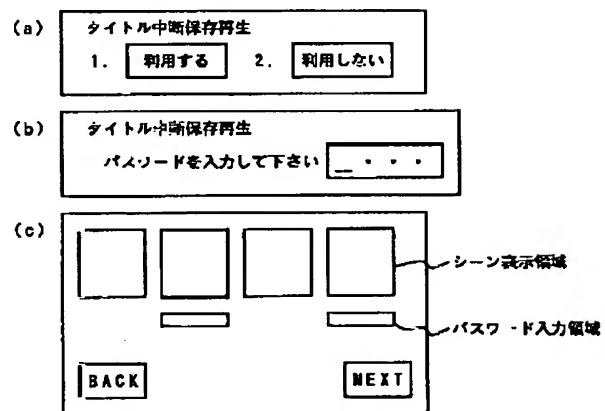 (a)
タイトル中断保存再生
1. 利用する 2. 利用しない
(b)
タイトル中断保存再生
パスワードを入力して下さい _ ・ ・ ・
(c)
シーン表示領域
パスワード入力領域
BACK NEXT